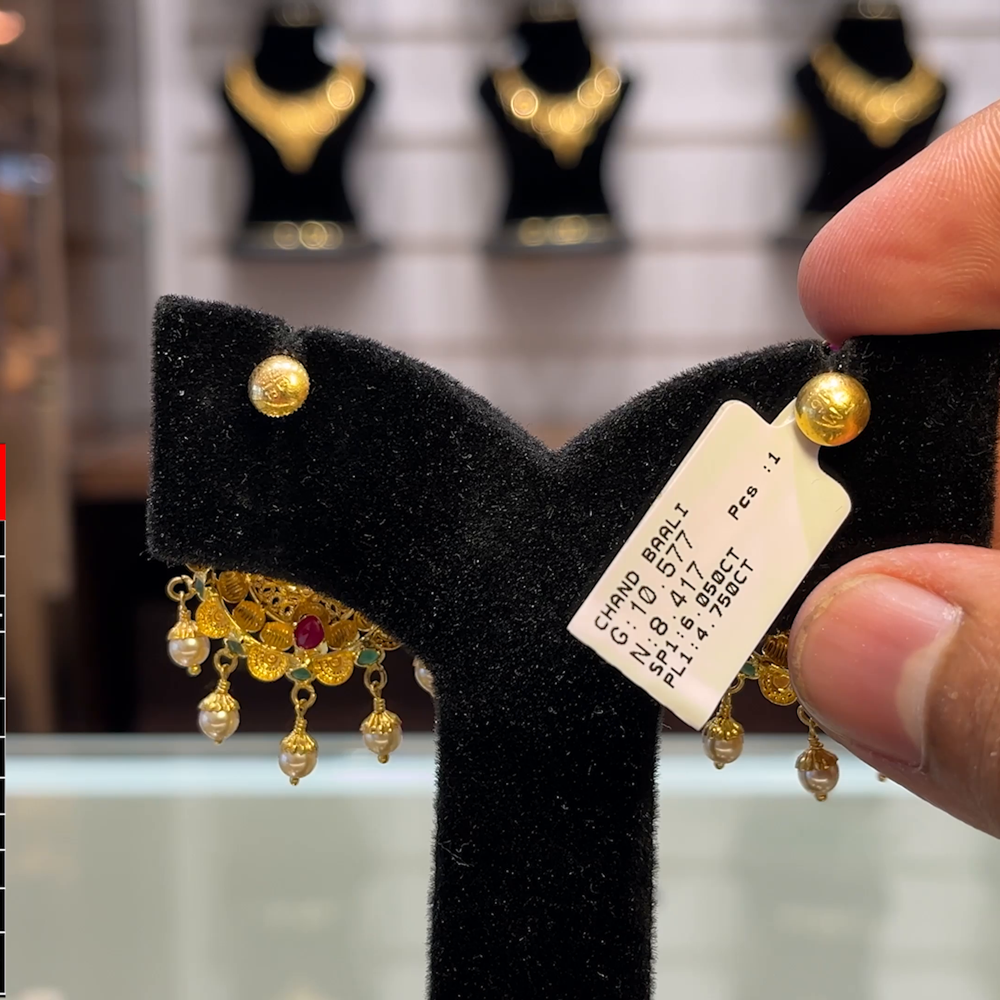 CHAND BAALI
G:10.577 Pcs :1
N:8.417
SP1:6.050CT
PL1:4.750CT